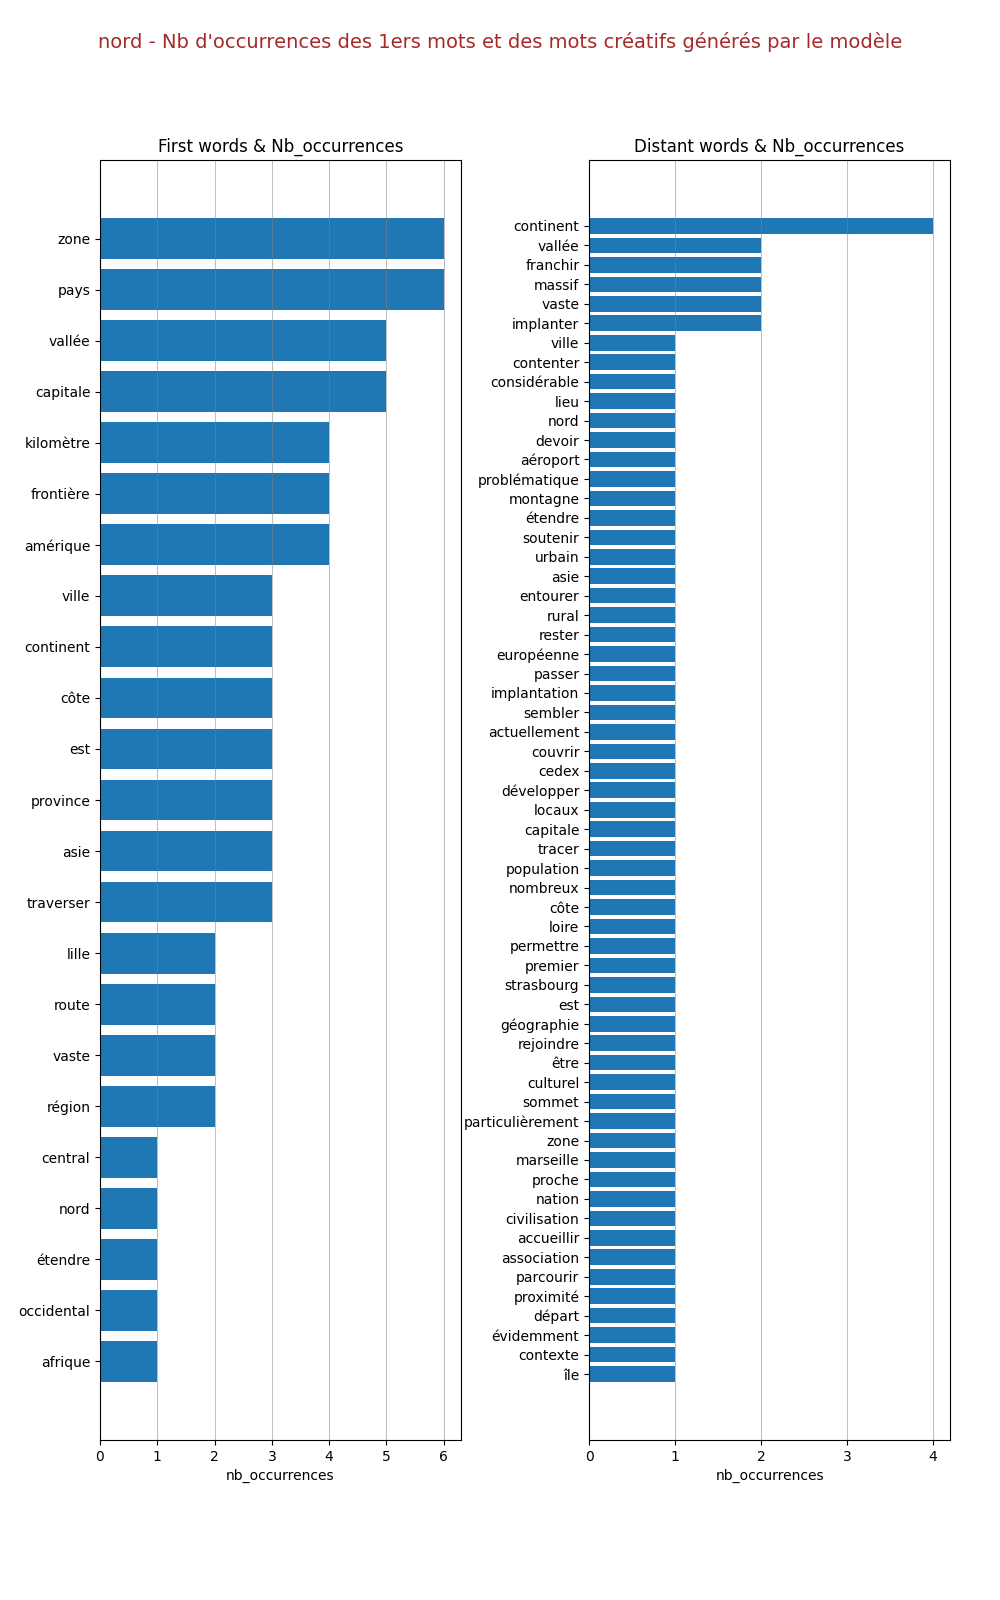 nord - Nb d'occurrences des 1ers mots et des mots créatifs générés par le modèle
First words & Nb_occurrences
zone
pays
vallée
capitale
kilomètre
frontière
amérique
ville
continent
côte
est
province
asie
traverser
lille
route
vaste
région
central
nord
étendre
occidental
afrique
0 1 2 3 4 5 6
nb_occurrences
Distant words & Nb_occurrences
continent
vallée
franchir
massif
vaste
implanter
ville
contenter
considérable
lieu
nord
devoir
aéroport
problématique
montagne
étendre
soutenir
urbain
asie
entourer
rural
rester
européenne
passer
implantation
sembler
actuellement
couvrir
cedex
développer
locaux
capitale
tracer
population
nombreux
côte
loire
permettre
premier
strasbourg
est
géographie
rejoindre
être
culturel
sommet
particulièrement
zone
marseille
proche
nation
civilisation
accueillir
association
parcourir
proximité
départ
évidemment
contexte
île
0 1 2 3 4
nb_occurrences